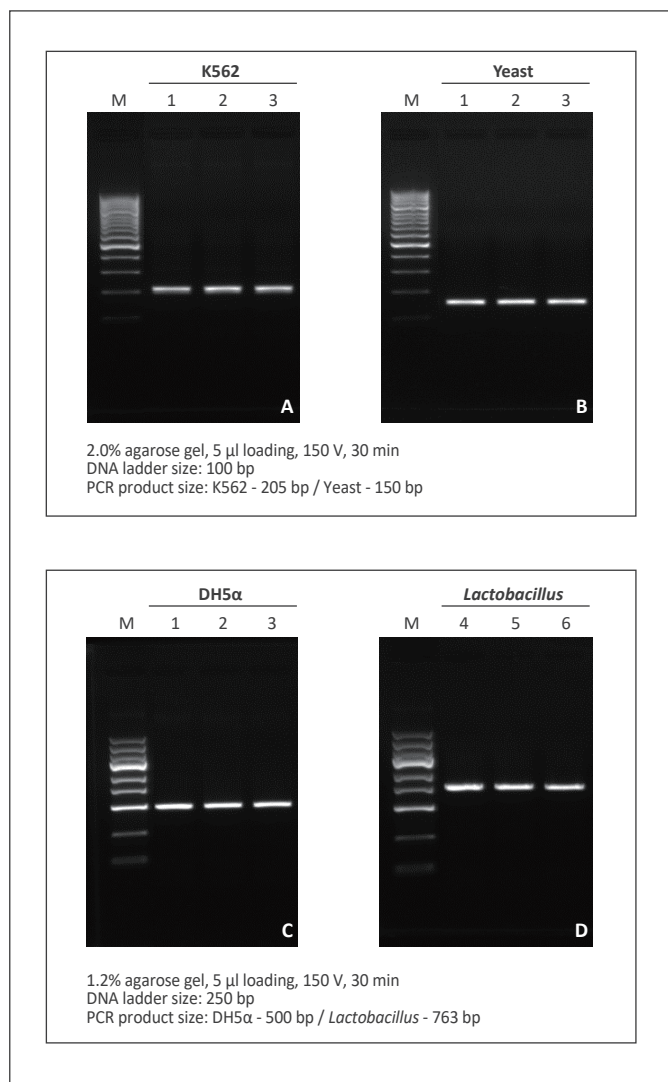 K562
M 1 2 3
A
Yeast
M 1 2 3
B
2.0% agarose gel, 5 µl loading, 150 V, 30 min
DNA ladder size: 100 bp
PCR product size: K562 - 205 bp / Yeast - 150 bp
DH5α
M 1 2 3
C
Lactobacillus
M 4 5 6
D
1.2% agarose gel, 5 µl loading, 150 V, 30 min
DNA ladder size: 250 bp
PCR product size: DH5α - 500 bp / Lactobacillus - 763 bp